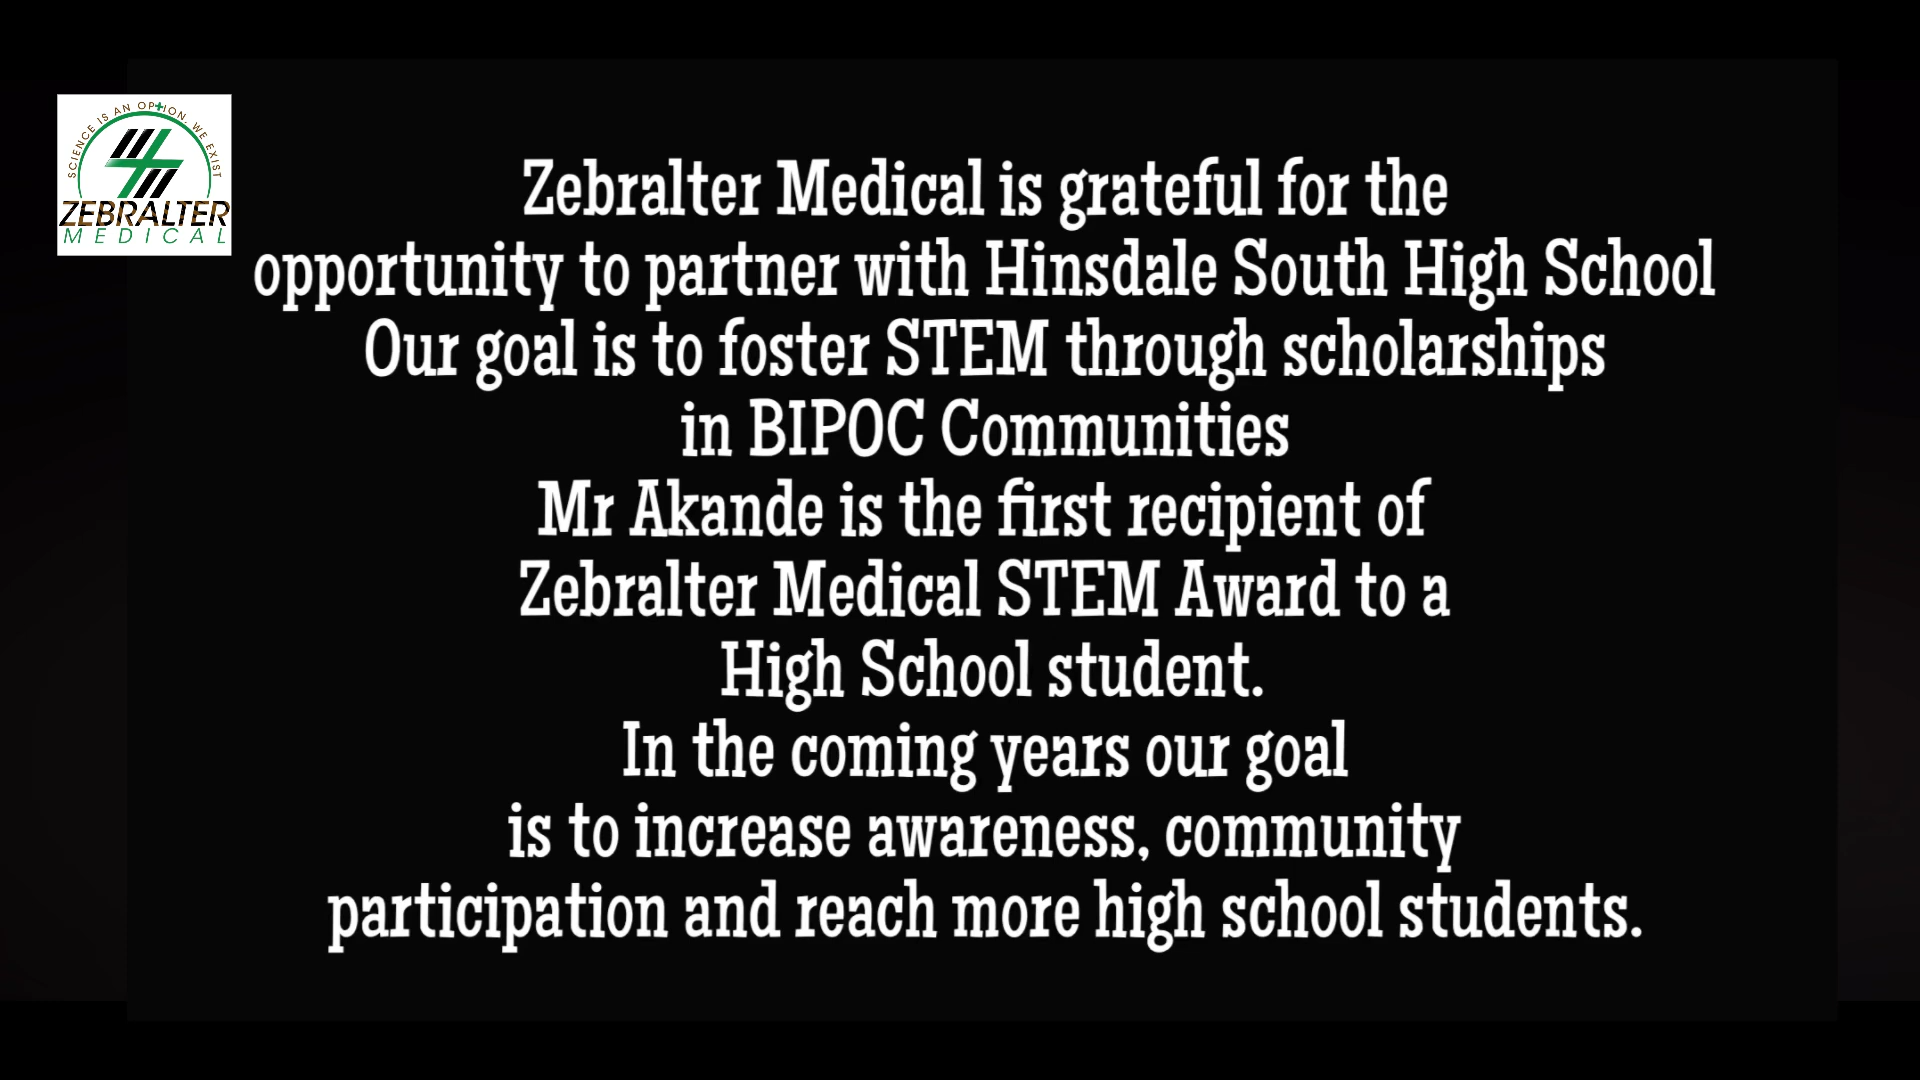 SCIENCE IS AN OPTION, WE EXIST
ZEBRALTER
MEDICAL
Zebralter Medical is grateful for the
opportunity to partner with Hinsdale South High School
Our goal is to foster STEM through scholarships
in BIPOC Communities
Mr Akande is the first recipient of
Zebralter Medical STEM Award to a
High School student.
In the coming years our goal
is to increase awareness, community
participation and reach more high school students.